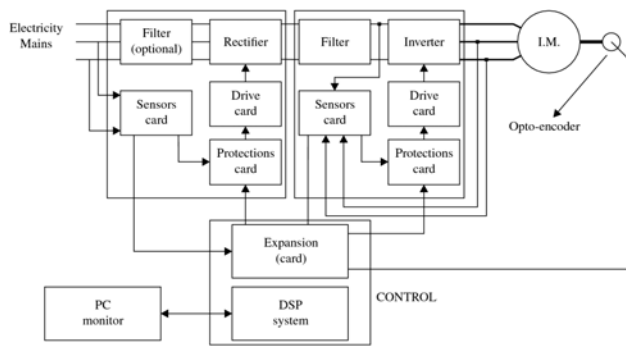 Electricity
Mains
Filter
(optional)
Rectifier
Filter
Inverter
I.M.
Sensors
card
Drive
card
Sensors
card
Drive
card
Opto-encoder
Protections
card
Protections
card
Expansion
(card)
CONTROL
PC
monitor
DSP
system